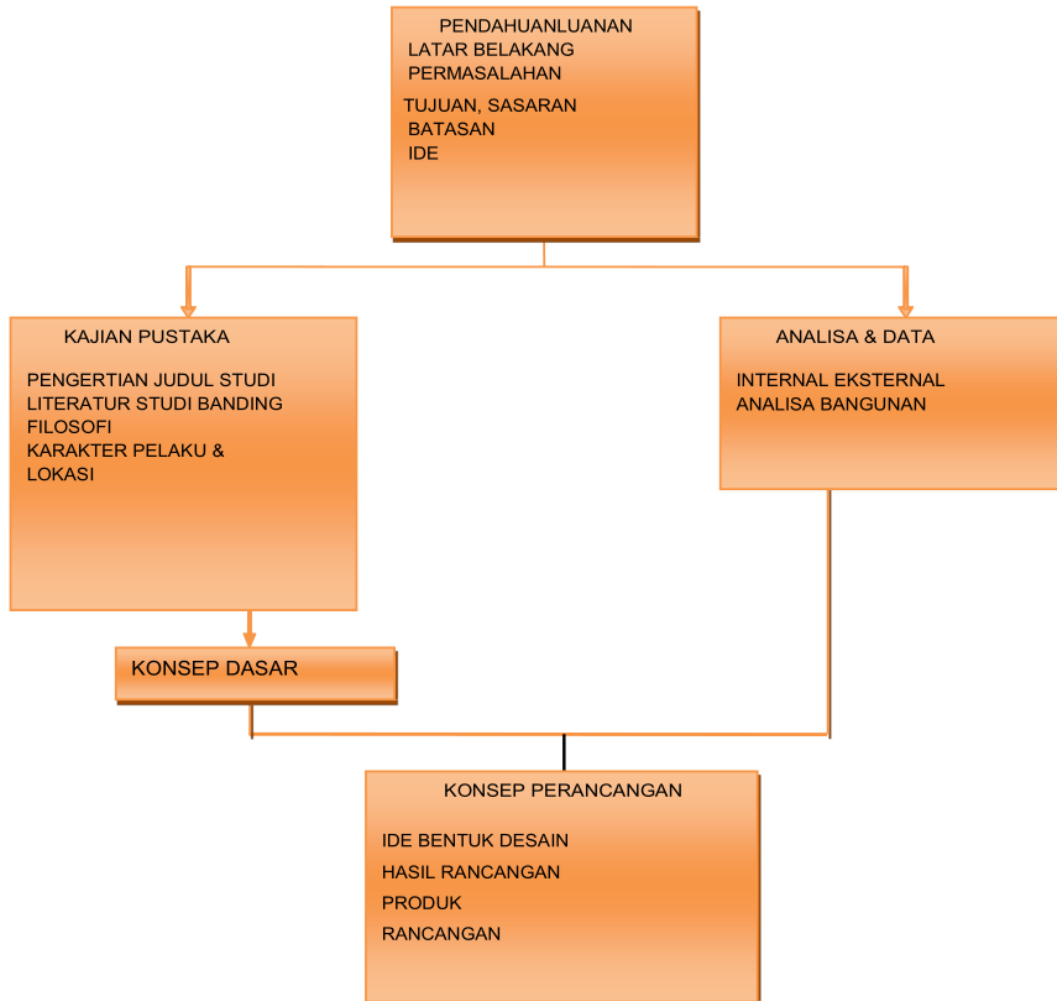 PENDAHUANLUANAN
LATAR BELAKANG
PERMASALAHAN
TUJUAN, SASARAN
BATASAN
IDE
KAJIAN PUSTAKA
PENGERTIAN JUDUL STUDI
LITERATUR STUDI BANDING
FILOSOFI
KARAKTER PELAKU &
LOKASI
ANALISA & DATA
INTERNAL EKSTERNAL
ANALISA BANGUNAN
KONSEP DASAR
KONSEP PERANCANGAN
IDE BENTUK DESAIN
HASIL RANCANGAN
PRODUK
RANCANGAN